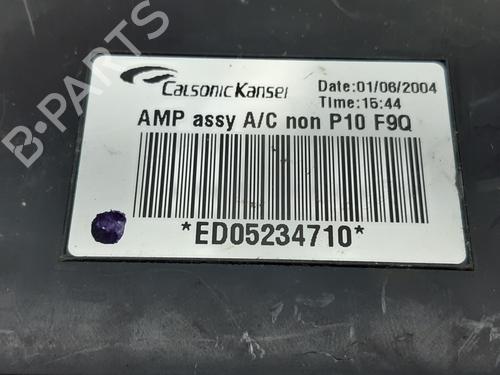 CalsonicKansei
Date:01/06/2004
Time:15:44
AMP assy A/C non P10 F9Q
*ED05234710*
B-PARTS